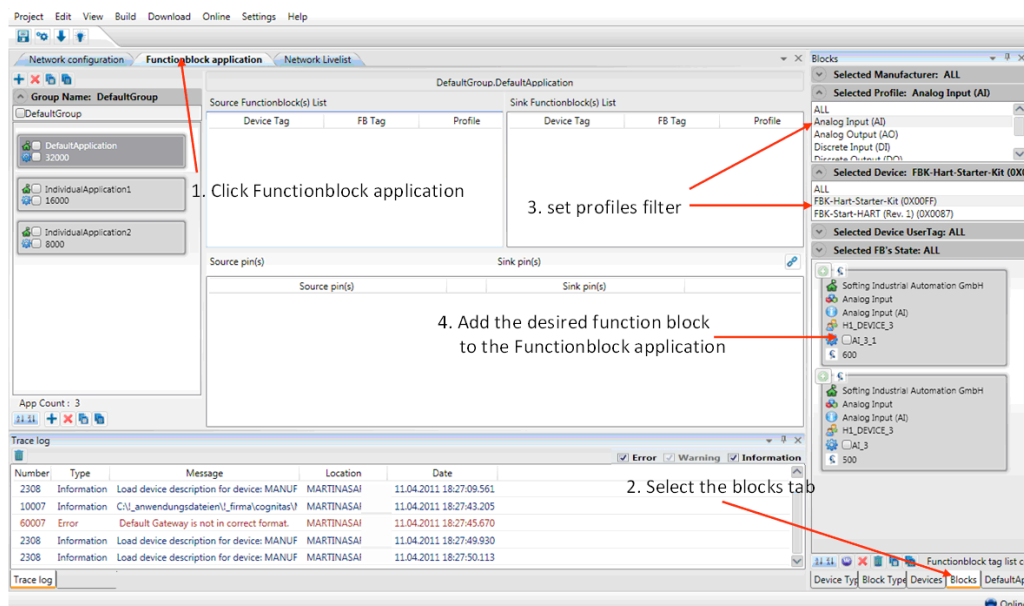 Project Edit View Build Download Online Settings Help
Network configuration Functionblock application Network Livelist
Group Name: DefaultGroup
DefaultGroup
DefaultApplication
32000
IndividualApplication1
16000
IndividualApplication2
8000
App Count: 3
DefaultGroup.DefaultApplication
Source Functionblock(s) List Sink Functionblock(s) List
Device Tag FB Tag Profile Device Tag FB Tag Profile
1. Click Functionblock application
3. set profiles filter
Source pin(s) Sink pin(s)
Source pin(s) Sink pin(s)
4. Add the desired function block
to the Functionblock application
Blocks
Selected Manufacturer: ALL
Selected Profile: Analog Input (AI)
ALL
Analog Input (AI)
Analog Output (AO)
Discrete Input (DI)
Discrete Output (DO)
Selected Device: FBK-Hart-Starter-Kit (0X0
ALL
FBK-Hart-Starter-Kit (0X00FF)
FBK-Start-HART (Rev. 1) (0X0087)
Selected Device UserTag: ALL
Selected FB's State: ALL
Softing Industrial Automation GmbH
Analog Input
Analog Input (AI)
H1_DEVICE_3
AI_3_1
600
Softing Industrial Automation GmbH
Analog Input
Analog Input (AI)
H1_DEVICE_3
AI_3
500
Trace log
Error Warning Information
Number Type Message Location Date
2308 Information Load device description for device: MANUF MARTINASAI 11.04.2011 18:27:09.561
10007 Information C:\!_anwendungsdateien\!_firma\cognitas\! MARTINASAI 11.04.2011 18:27:43.205
60007 Error Default Gateway is not in correct format. MARTINASAI 11.04.2011 18:27:45.670
2308 Information Load device description for device: MANUF MARTINASAI 11.04.2011 18:27:49.930
2308 Information Load device description for device: MANUF MARTINASAI 11.04.2011 18:27:50.113
2. Select the blocks tab
Functionblock tag list c
Trace log
Device Typ Block Type Devices Blocks DefaultAp
Online